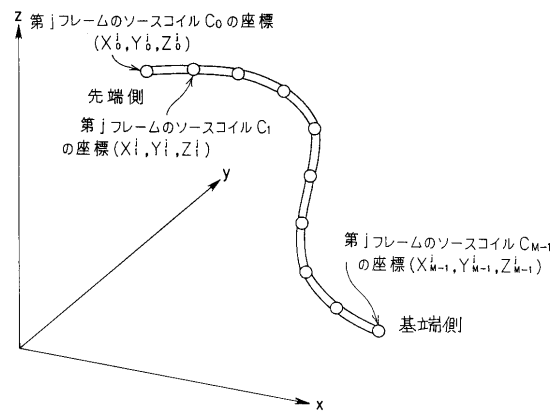 z
第jフレームのソースコイルC₀の座標
(X₀ʲ,Y₀ʲ,Z₀ʲ)
先端側
第jフレームのソースコイルC₁
の座標(X₁ʲ,Y₁ʲ,Z₁ʲ)
y
第jフレームのソースコイルC_M-1
の座標(X_M-1^j,Y_M-1^j,Z_M-1^j)
基端側
x